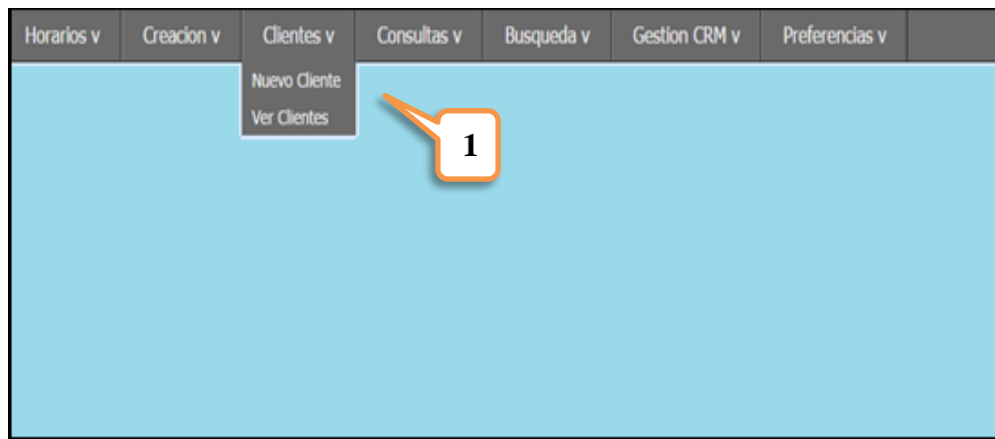 Horarios v Creacion v Clientes v Consultas v Busqueda v Gestion CRM v Preferencias v
Nuevo Cliente
Ver Clientes
1